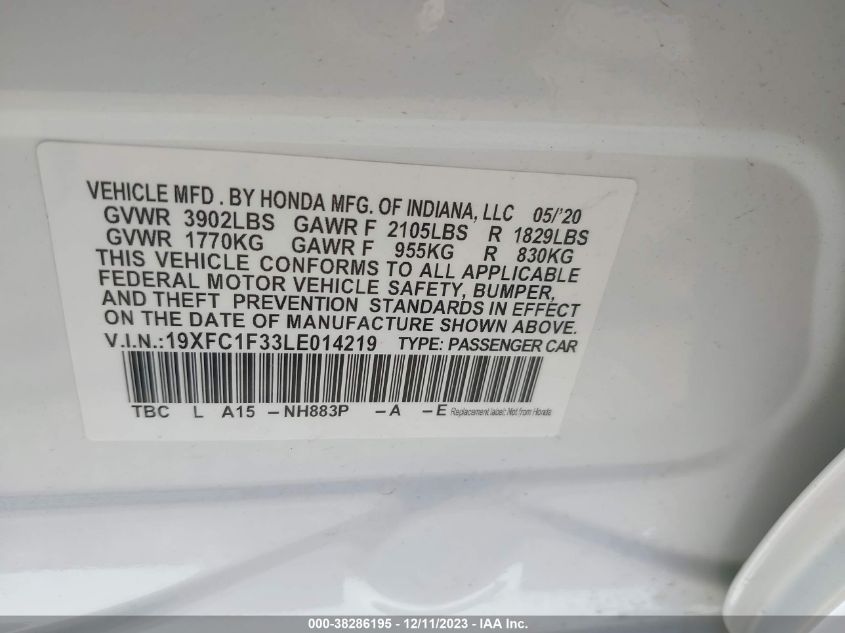 VEHICLE MFD . BY HONDA MFG. OF INDIANA, LLC 05/'20
GVWR 3902LBS GAWR F 2105LBS R 1829LBS
GVWR 1770KG GAWR F 955KG R 830KG
THIS VEHICLE CONFORMS TO ALL APPLICABLE
FEDERAL MOTOR VEHICLE SAFETY, BUMPER,
AND THEFT PREVENTION STANDARDS IN EFFECT
ON THE DATE OF MANUFACTURE SHOWN ABOVE.
V.I.N.:19XFC1F33LE014219 TYPE: PASSENGER CAR
TBC L A15 -NH883P -A -E Replacement label: Not from Honda
000-38286195 - 12/11/2023 - IAA Inc.